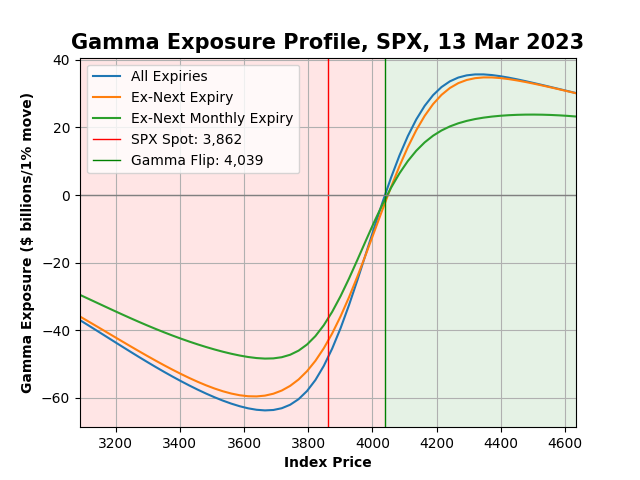 Gamma Exposure Profile, SPX, 13 Mar 2023
Gamma Exposure ($ billions/1% move)
40
20
0
−20
−40
−60
All Expiries
Ex-Next Expiry
Ex-Next Monthly Expiry
SPX Spot: 3,862
Gamma Flip: 4,039
3200 3400 3600 3800 4000 4200 4400 4600
Index Price